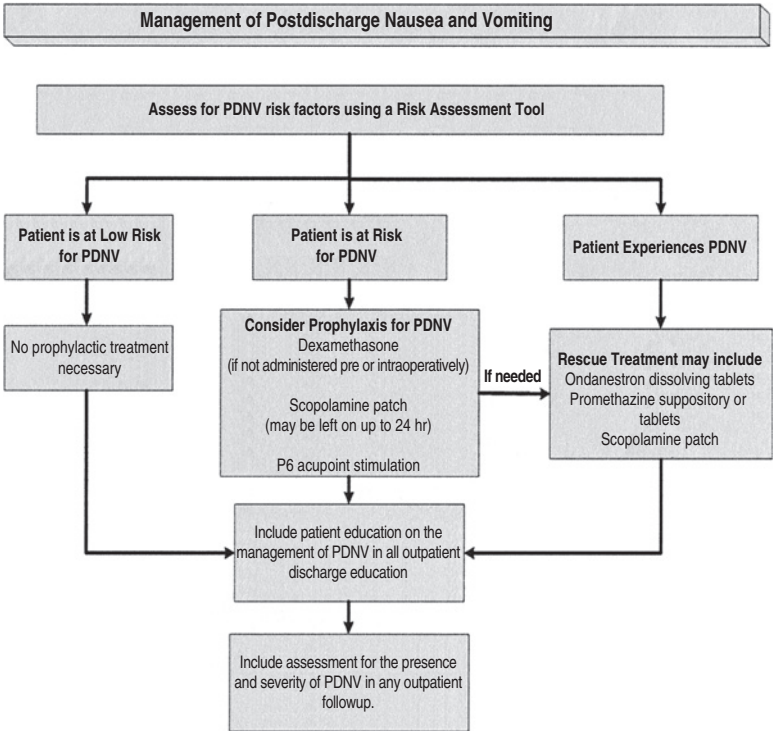 Management of Postdischarge Nausea and Vomiting
Assess for PDNV risk factors using a Risk Assessment Tool
Patient is at Low Risk
for PDNV
Patient is at Risk
for PDNV
Patient Experiences PDNV
No prophylactic treatment
necessary
Consider Prophylaxis for PDNV
Dexamethasone
(if not administered pre or intraoperatively)
Scopolamine patch
(may be left on up to 24 hr)
P6 acupoint stimulation
If needed
Rescue Treatment may include
Ondanestron dissolving tablets
Promethazine suppository or
tablets
Scopolamine patch
Include patient education on the
management of PDNV in all outpatient
discharge education
Include assessment for the presence
and severity of PDNV in any outpatient
followup.